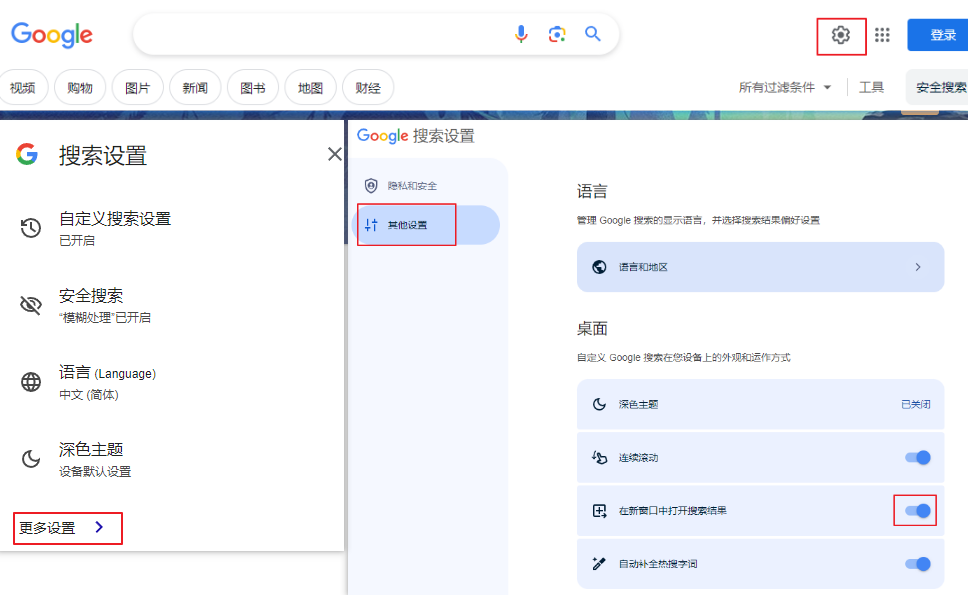 Google
登录
视频
购物
图片
新闻
图书
地图
财经
所有过滤条件
工具
安全搜索
搜索设置
自定义搜索设置
已开启
安全搜索
“模糊处理”已开启
语言 (Language)
中文 (简体)
深色主题
设备默认设置
更多设置
Google 搜索设置
隐私和安全
其他设置
语言
管理 Google 搜索的显示语言，并选择搜索结果偏好设置
语言和地区
桌面
自定义 Google 搜索在您设备上的外观和运作方式
深色主题
已关闭
连续滚动
在新窗口中打开搜索结果
自动补全热搜字词